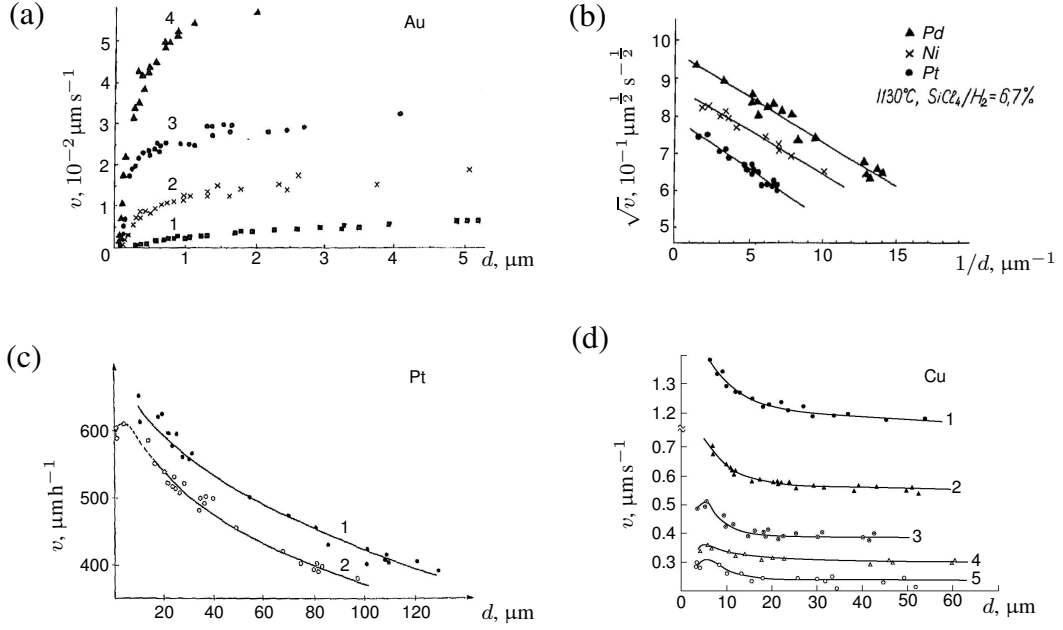 (a)
Au
v, 10⁻² μm s⁻¹
5
4
3
2
1
0
4
3
2
1
0
1
2
3
4
5
d, μm
(b)
▲ Pd
× Ni
● Pt
1130℃, SiCl₄/H₂=6,7%
√v, 10⁻¹ μm^{1/2} s^{-1/2}
10
9
8
7
6
5
0
5
10
15
1/d, μm⁻¹
(c)
Pt
v, μm h⁻¹
600
500
400
1
2
20
40
60
80
100
120
d, μm
(d)
Cu
v, μm s⁻¹
1.3
1.2
0.7
0.6
0.5
0.4
0.3
1
2
3
4
5
0
10
20
30
40
50
60
d, μm